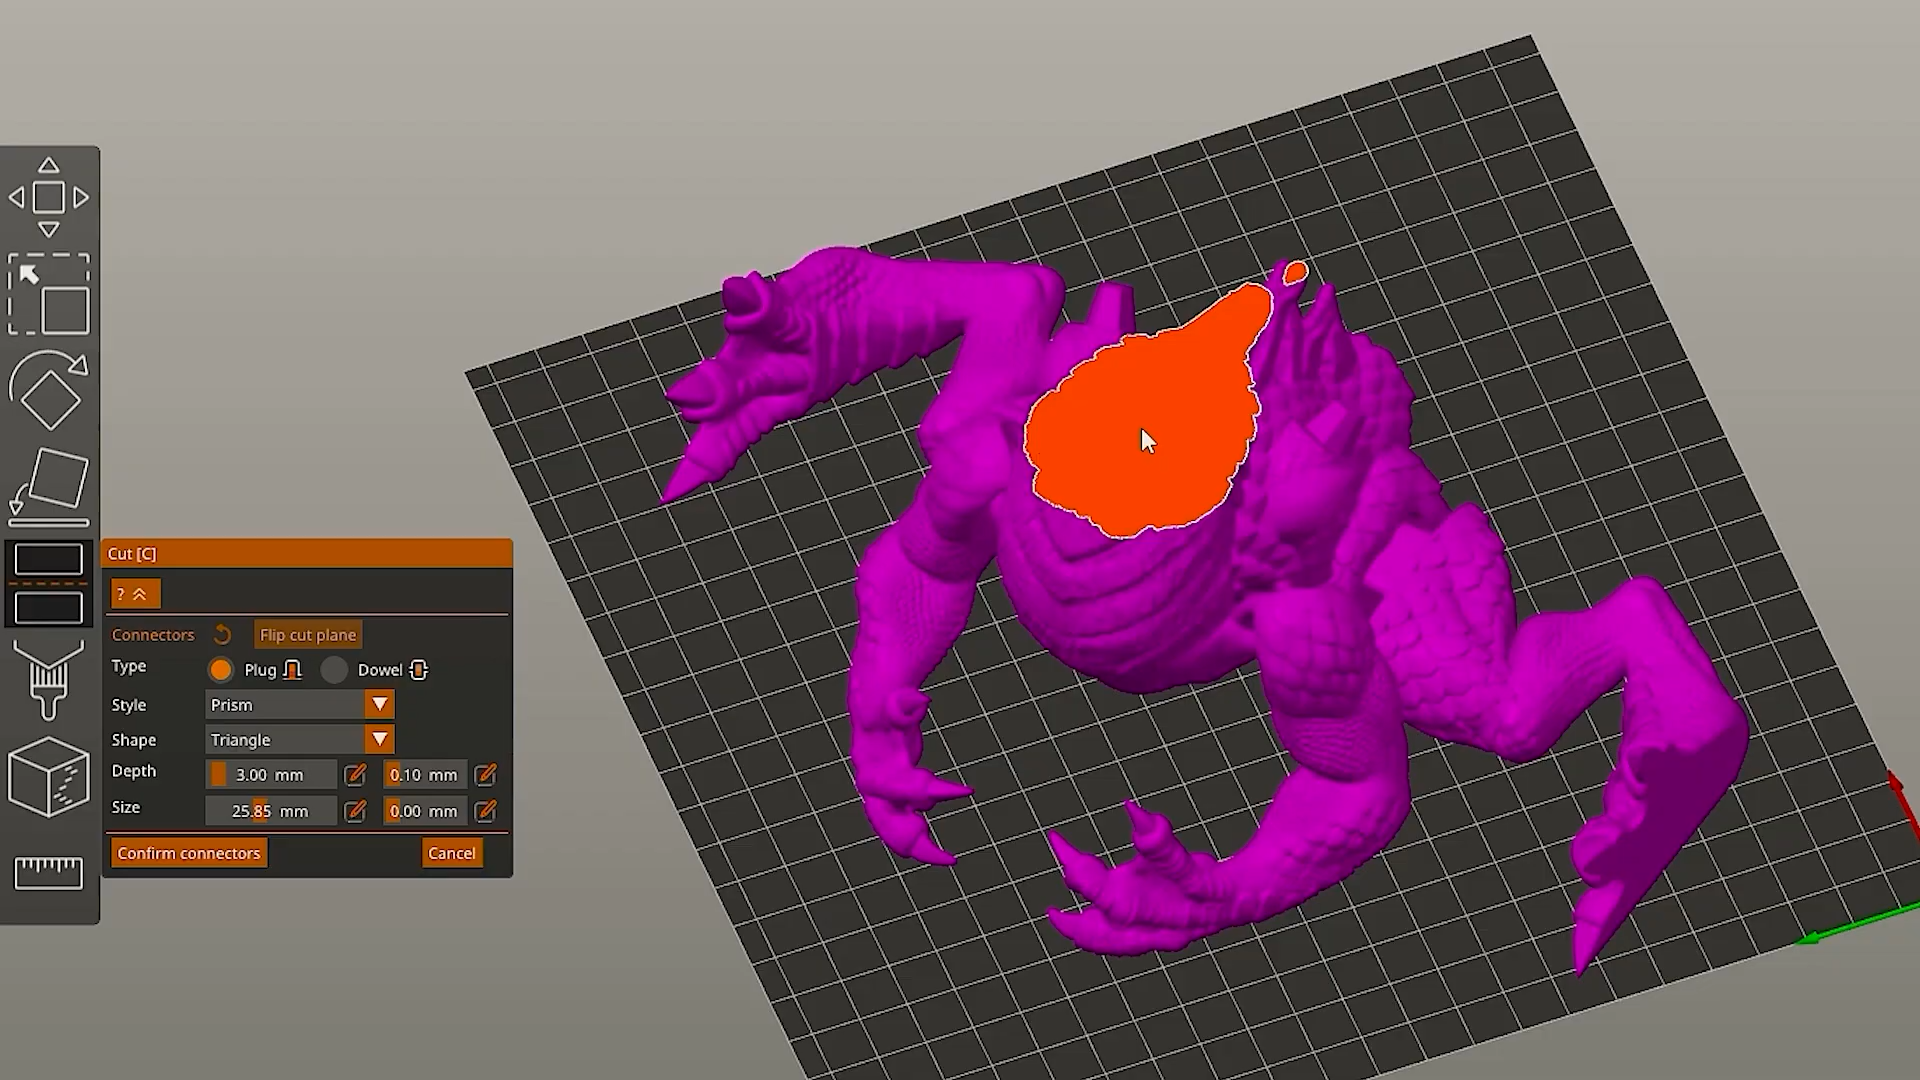 Cut [C]
?
Connectors Flip cut plane
Type Plug Dowel
Style Prism
Shape Triangle
Depth 3.00 mm 0.10 mm
Size 25.85 mm 0.00 mm
Confirm connectors Cancel